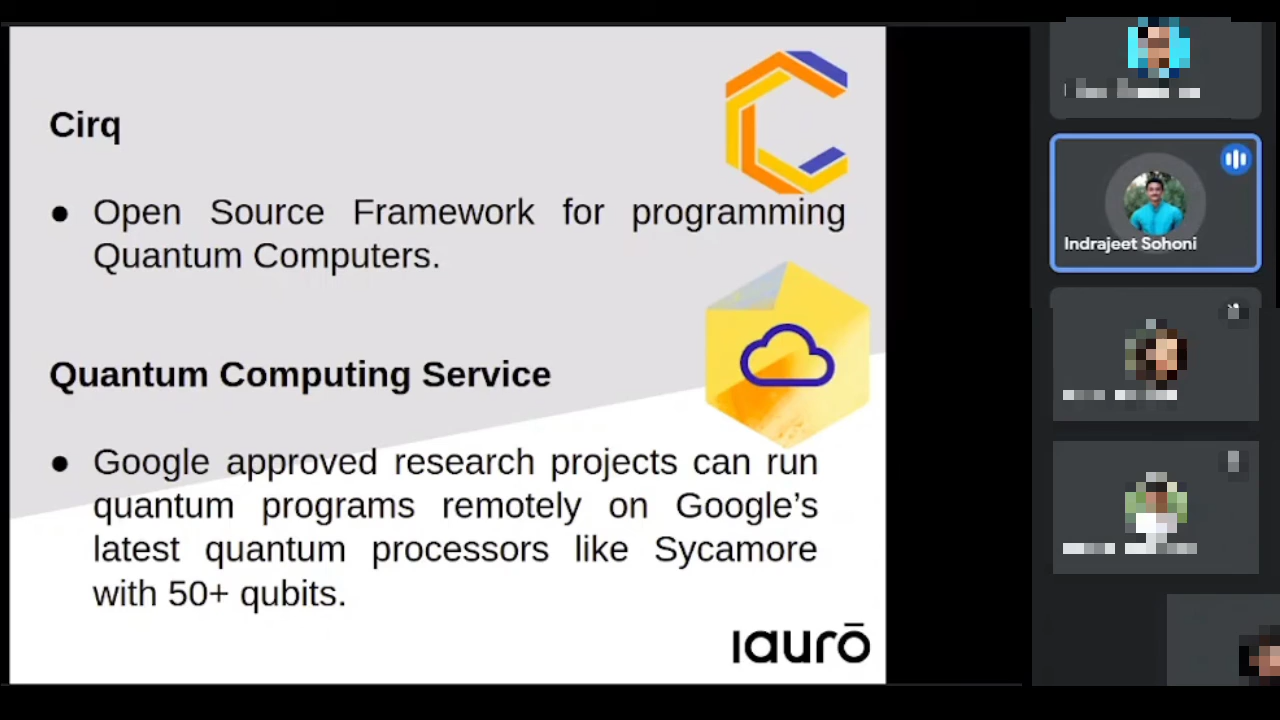 Cirq
● Open Source Framework for programming
Quantum Computers.
Quantum Computing Service
● Google approved research projects can run
quantum programs remotely on Google’s
latest quantum processors like Sycamore
with 50+ qubits.
ıaurō
Indrajeet Sohoni